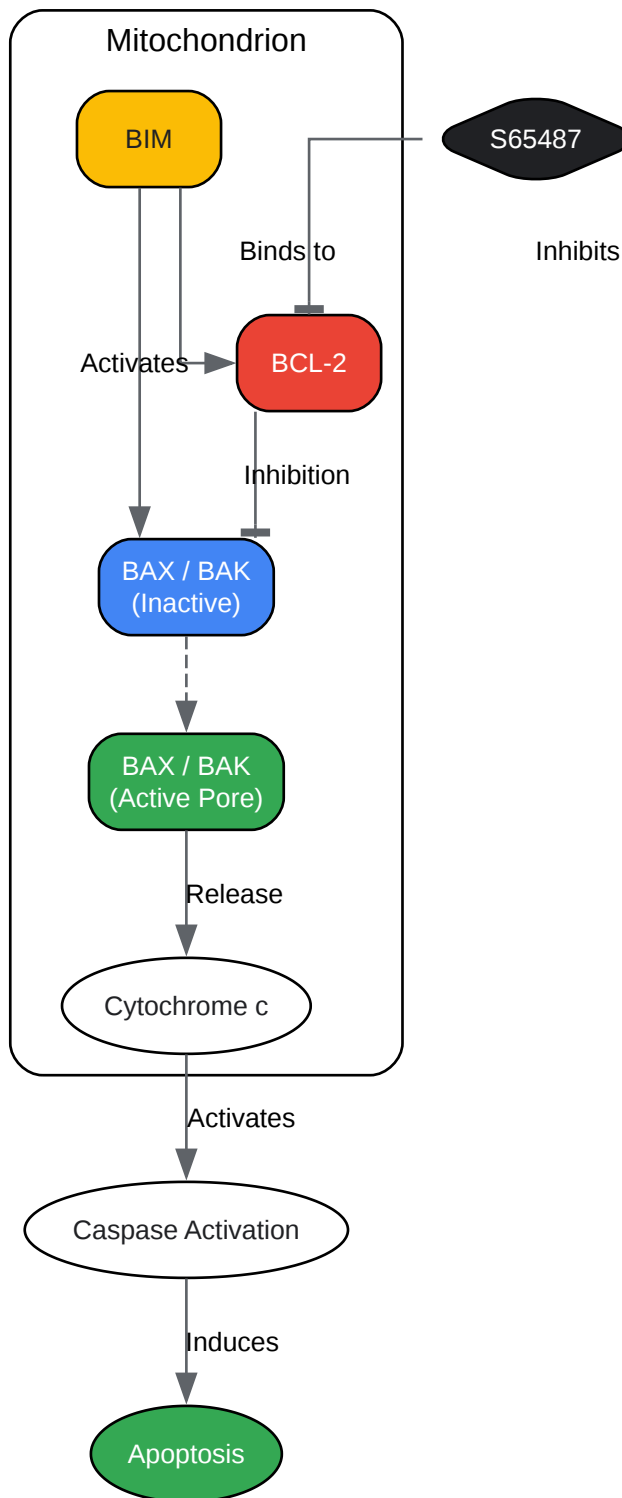 Mitochondrion
BIM
S65487
Binds to
Inhibits
Activates
BCL-2
Inhibition
BAX / BAK
(Inactive)
BAX / BAK
(Active Pore)
Release
Cytochrome c
Activates
Caspase Activation
Induces
Apoptosis